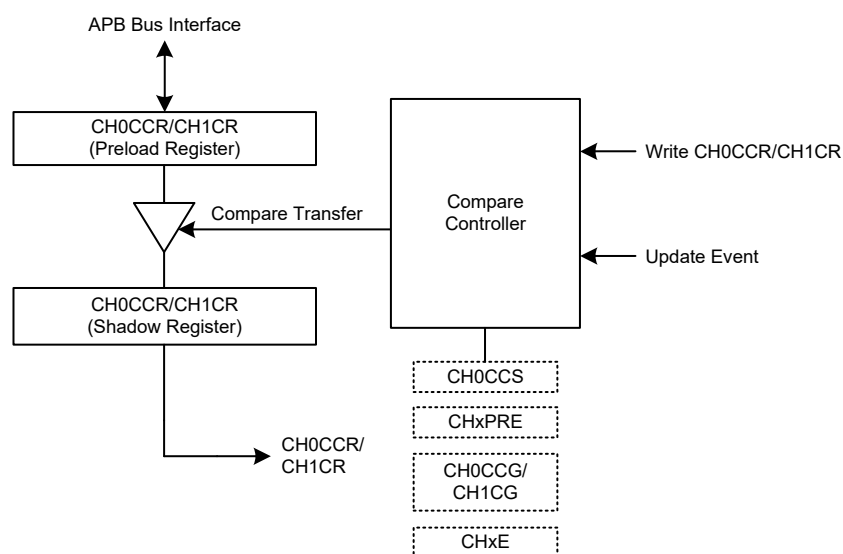 APB Bus Interface
CH0CCR/CH1CR
(Preload Register)
Compare Transfer
Compare
Controller
Write CH0CCR/CH1CR
Update Event
CH0CCR/CH1CR
(Shadow Register)
CH0CCR/
CH1CR
CH0CCS
CHxPRE
CH0CCG/
CH1CG
CHxE